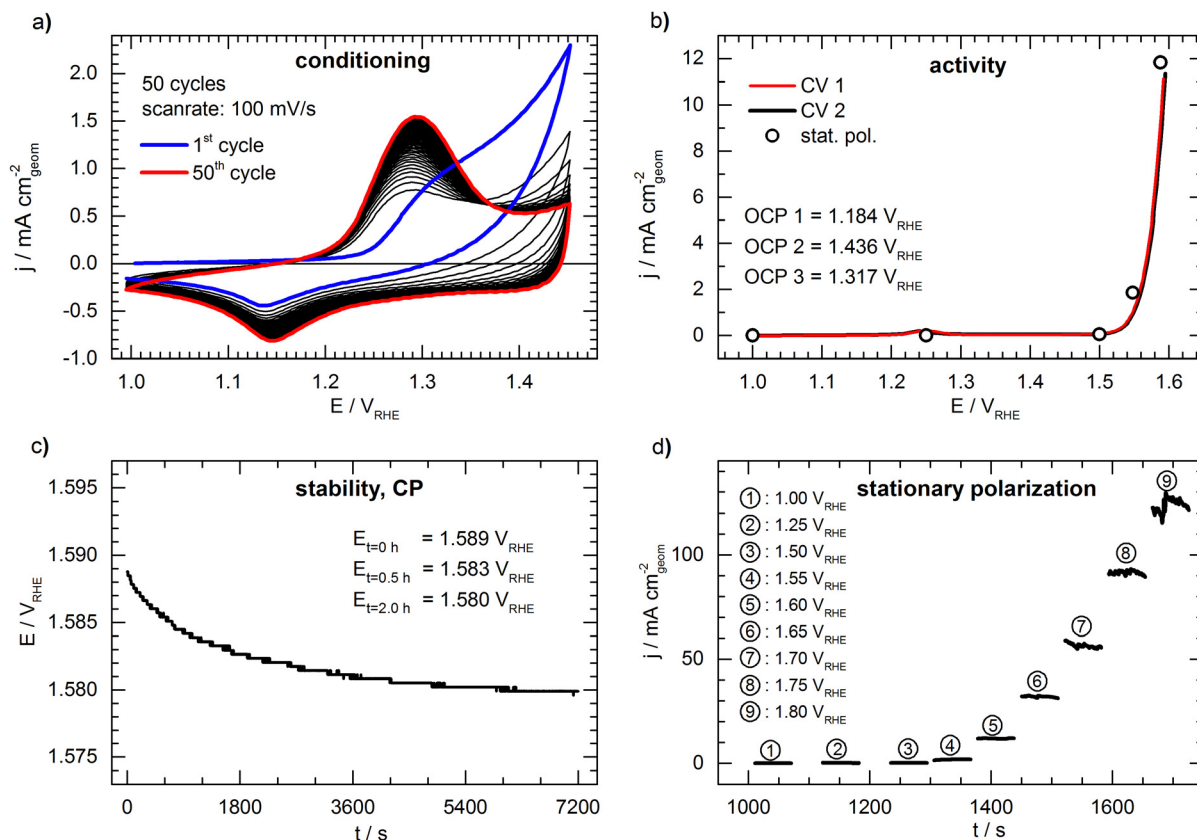 a)
conditioning
50 cycles
scanrate: 100 mV/s
1st cycle
50th cycle
2.0
1.5
1.0
0.5
0.0
-0.5
-1.0
j / mA cm-2geom
1.0
1.1
1.2
1.3
1.4
E / VRHE
b)
activity
CV 1
CV 2
stat. pol.
OCP 1 = 1.184 VRHE
OCP 2 = 1.436 VRHE
OCP 3 = 1.317 VRHE
12
10
8
6
4
2
0
j / mA cm-2geom
1.0
1.1
1.2
1.3
1.4
1.5
1.6
E / VRHE
c)
stability, CP
Et=0 h = 1.589 VRHE
Et=0.5 h = 1.583 VRHE
Et=2.0 h = 1.580 VRHE
1.595
1.590
1.585
1.580
1.575
E / VRHE
0
1800
3600
5400
7200
t / s
d)
stationary polarization
① : 1.00 VRHE
② : 1.25 VRHE
③ : 1.50 VRHE
④ : 1.55 VRHE
⑤ : 1.60 VRHE
⑥ : 1.65 VRHE
⑦ : 1.70 VRHE
⑧ : 1.75 VRHE
⑨ : 1.80 VRHE
①
②
③
④
⑤
⑥
⑦
⑧
⑨
100
50
0
j / mA cm-2geom
1000
1200
1400
1600
t / s